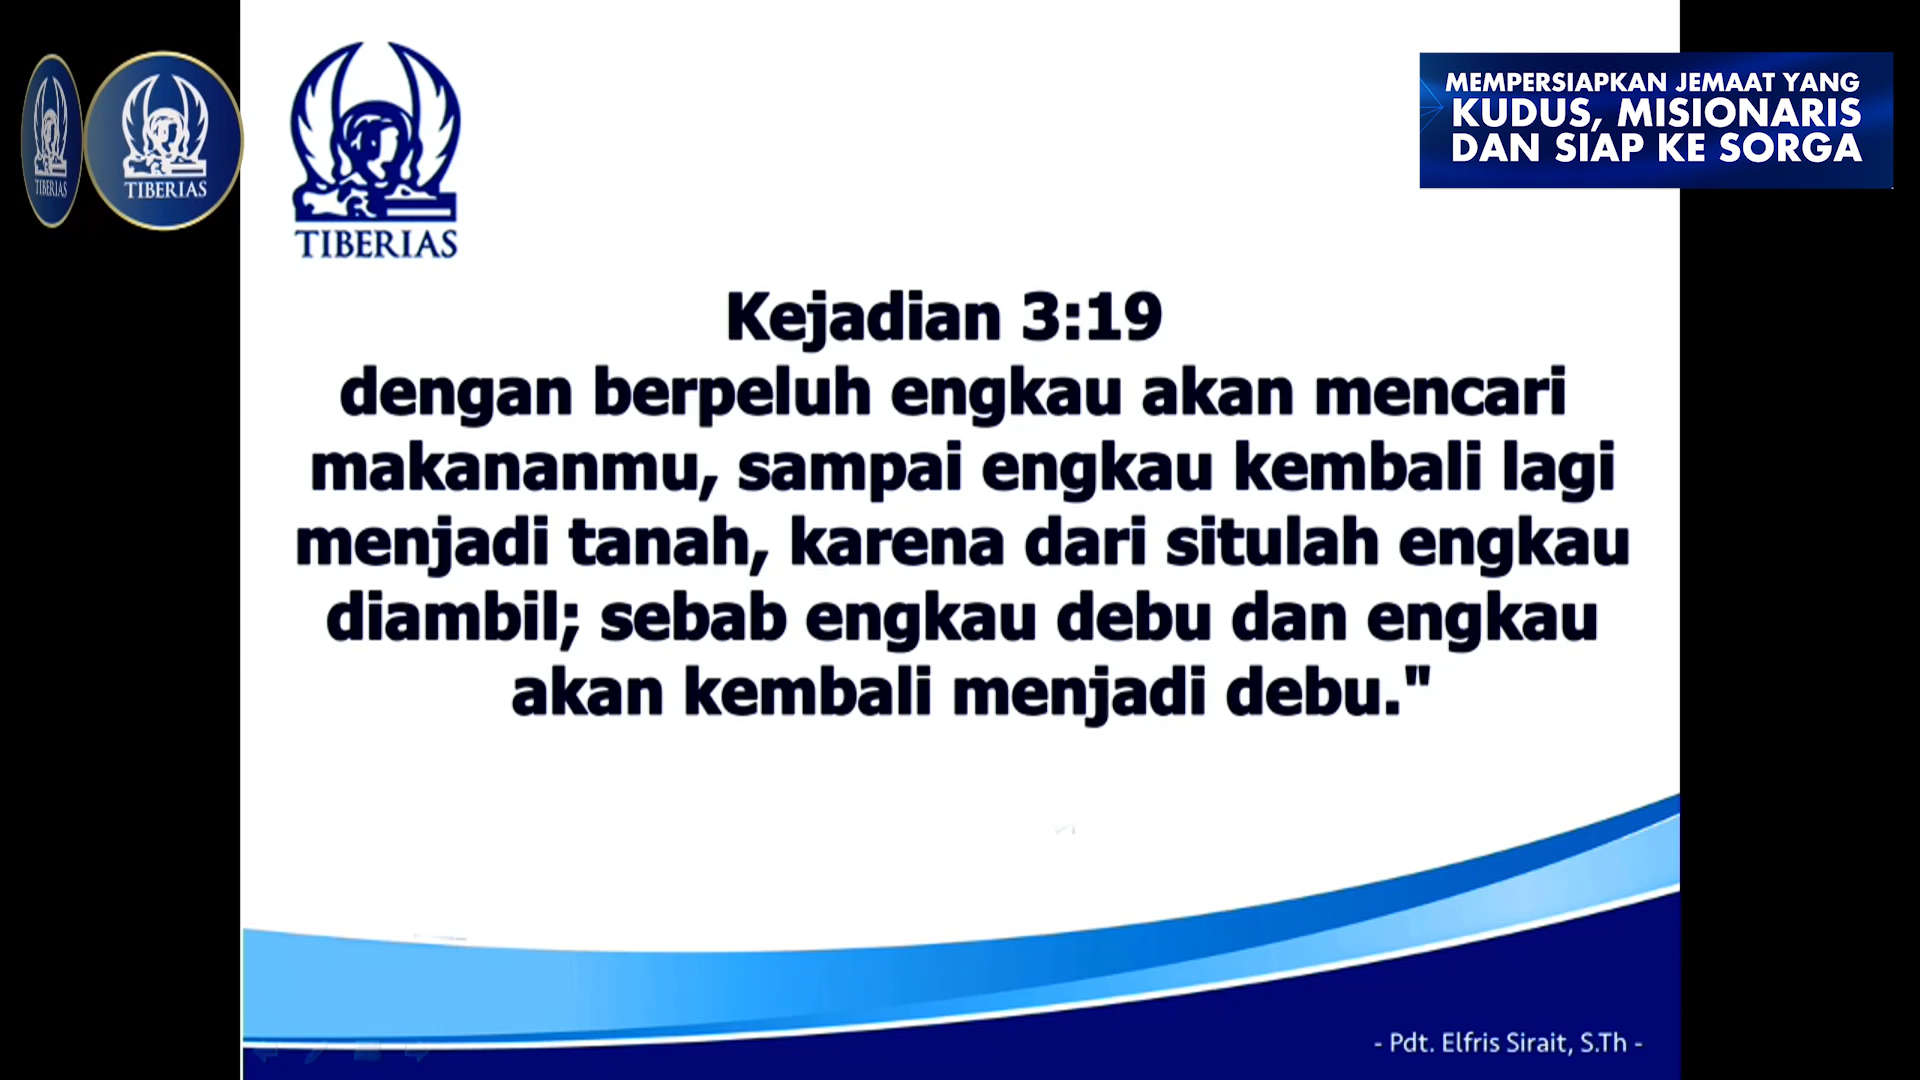 TIBERIAS
TIBERIAS
TIBERIAS
MEMPERSIAPKAN JEMAAT YANG
KUDUS, MISIONARIS
DAN SIAP KE SORGA
Kejadian 3:19
dengan berpeluh engkau akan mencari
makananmu, sampai engkau kembali lagi
menjadi tanah, karena dari situlah engkau
diambil; sebab engkau debu dan engkau
akan kembali menjadi debu."
- Pdt. Elfris Sirait, S.Th -